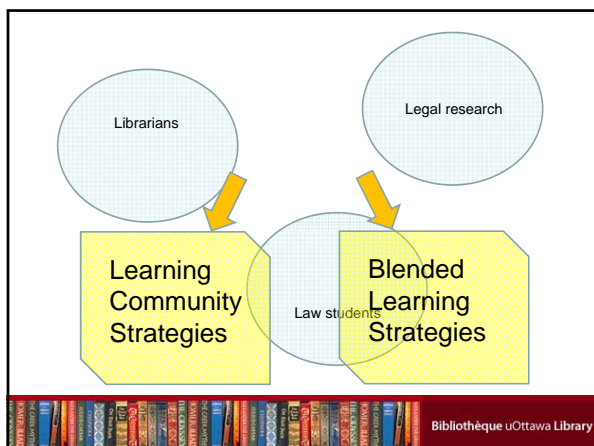 Librarians
Legal research
Learning
Community
Strategies
Law students
Blended
Learning
Strategies
Bibliothèque uOttawa Library